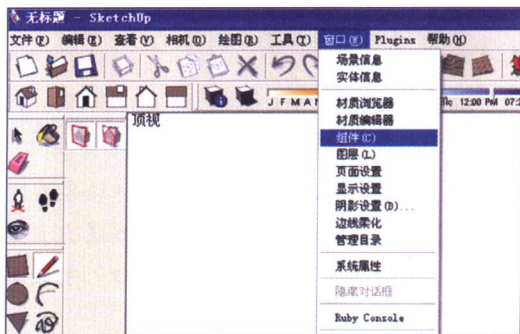 无标题 - SketchUp
文件(F) 编辑(E) 查看(V) 相机(O) 绘图(R) 工具(T) 窗口(W) Plugins 帮助(H)
场景信息
实体信息
材质浏览器
J F M A M 12:00 PM 07:2
材质编辑器
顶视
组件(C)
图层(L)
页面设置
显示设置
阴影设置(D)...
边线柔化
管理目录
系统属性
隐藏对话框
Ruby Console